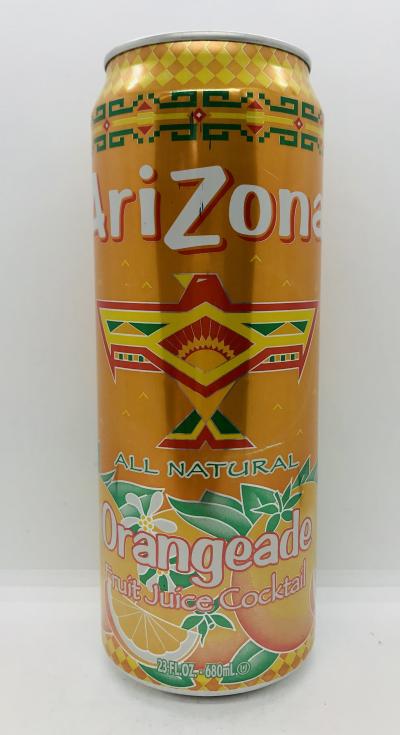 AriZona
ALL NATURAL
Orangeade
Fruit Juice Cocktail
23 FL.OZ. - 680mL Ⓤ